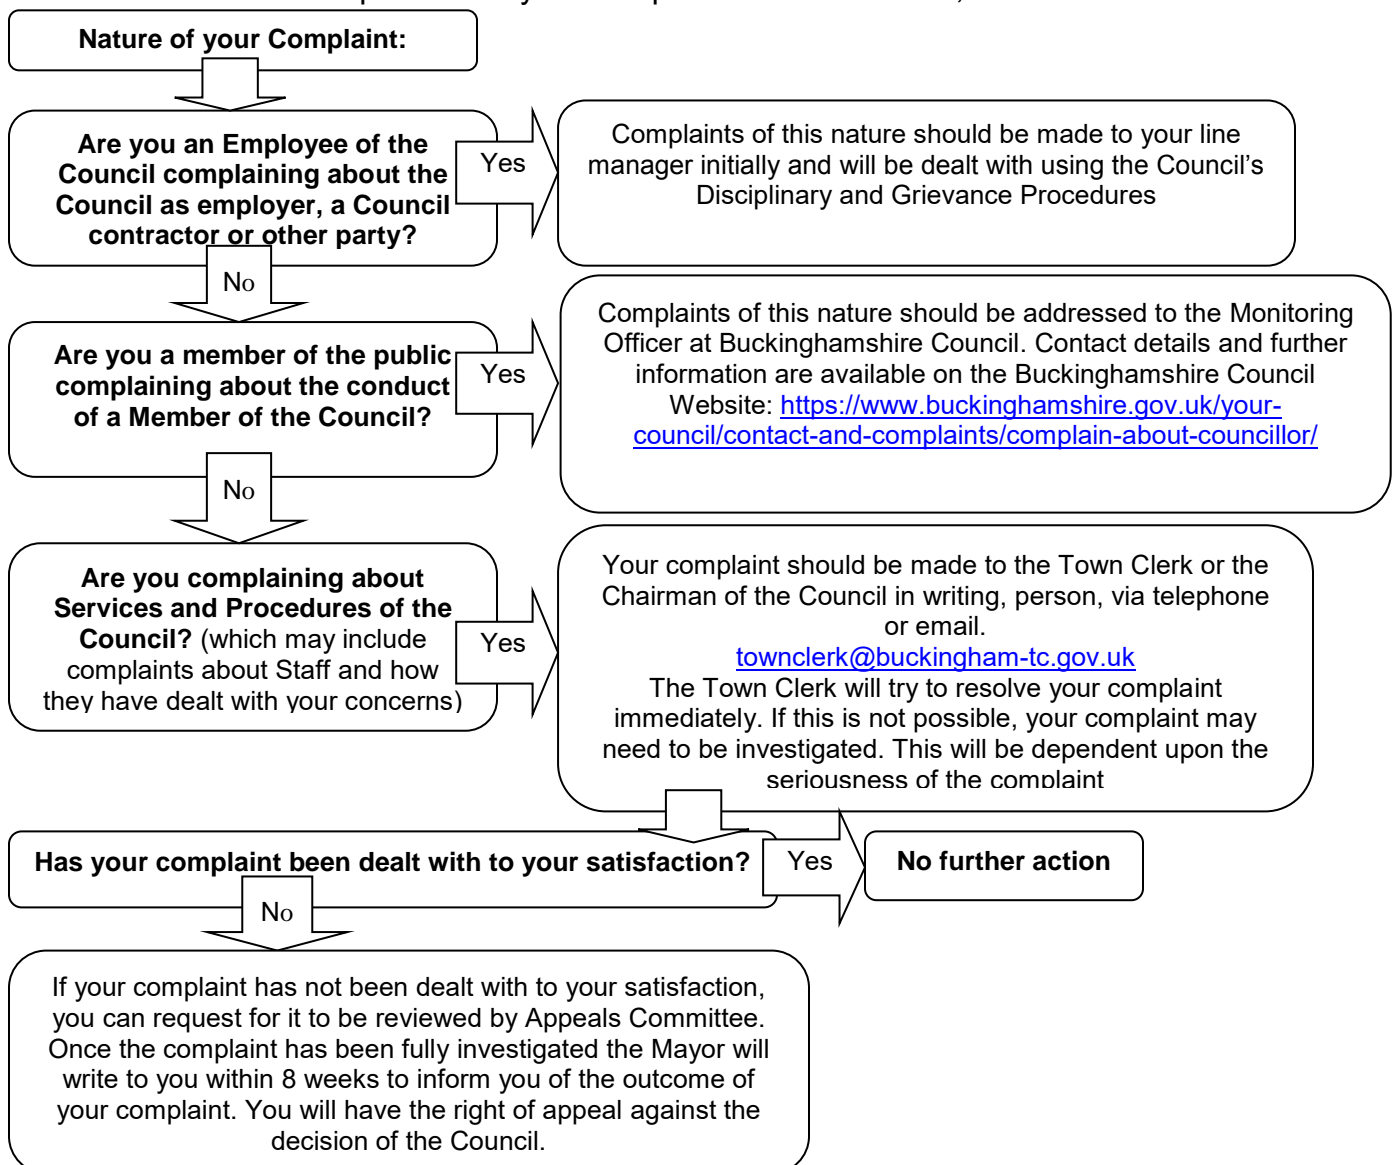 Nature of your Complaint:
Are you an Employee of the
Council complaining about the
Council as employer, a Council
contractor or other party?
Yes
Complaints of this nature should be made to your line
manager initially and will be dealt with using the Council's
Disciplinary and Grievance Procedures
No
Are you a member of the public
complaining about the conduct
of a Member of the Council?
Yes
Complaints of this nature should be addressed to the Monitoring
Officer at Buckinghamshire Council. Contact details and further
information are available on the Buckinghamshire Council
Website: https://www.buckinghamshire.gov.uk/your-
council/contact-and-complaints/complain-about-councillor/
No
Are you complaining about
Services and Procedures of the
Council? (which may include
complaints about Staff and how
they have dealt with your concerns)
Yes
Your complaint should be made to the Town Clerk or the
Chairman of the Council in writing, person, via telephone
or email.
townclerk@buckingham-tc.gov.uk
The Town Clerk will try to resolve your complaint
immediately. If this is not possible, your complaint may
need to be investigated. This will be dependent upon the
seriousness of the complaint
Has your complaint been dealt with to your satisfaction?
Yes
No further action
No
If your complaint has not been dealt with to your satisfaction,
you can request for it to be reviewed by Appeals Committee.
Once the complaint has been fully investigated the Mayor will
write to you within 8 weeks to inform you of the outcome of
your complaint. You will have the right of appeal against the
decision of the Council.